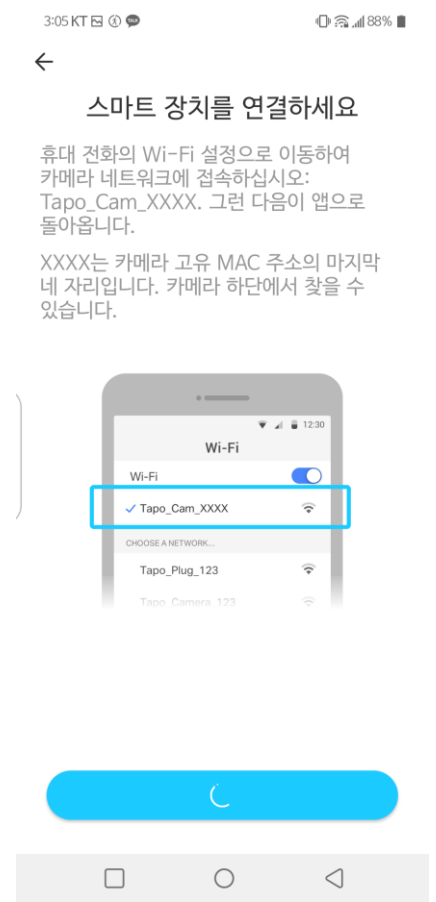 3:05 KT 88%
스마트 장치를 연결하세요
휴대 전화의 Wi-Fi 설정으로 이동하여
카메라 네트워크에 접속하십시오:
Tapo_Cam_XXXX. 그런 다음이 앱으로
돌아옵니다.
XXXX는 카메라 고유 MAC 주소의 마지막
네 자리입니다. 카메라 하단에서 찾을 수
있습니다.
12:30
Wi-Fi
Wi-Fi
Tapo_Cam_XXXX
CHOOSE A NETWORK...
Tapo_Plug_123
Tapo_Camera_123